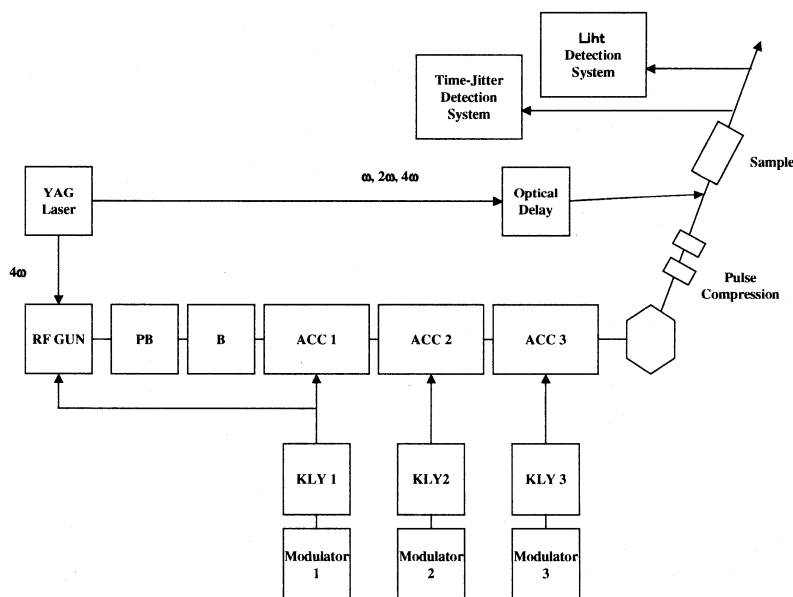 Liht
Detection
System
Time-Jitter
Detection
System
Sample
YAG
Laser
ω, 2ω, 4ω
Optical
Delay
4ω
Pulse
Compression
RF GUN
PB
B
ACC 1
ACC 2
ACC 3
KLY 1
KLY2
KLY 3
Modulator
1
Modulator
2
Modulator
3